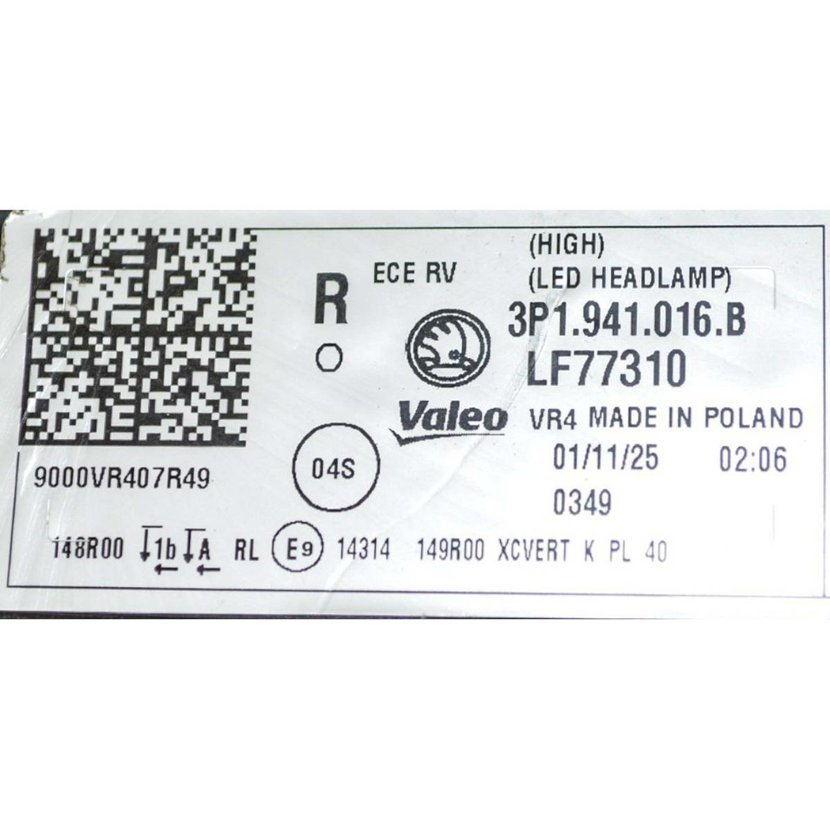 (HIGH)
ECE RV
(LED HEADLAMP)
R
3P1.941.016.B
LF77310
Valeo
VR4 MADE IN POLAND
01/11/25 02:06
04S
9000VR407R49
0349
148R00 1b A RL E9 14314 149R00 XCVERT K PL 40